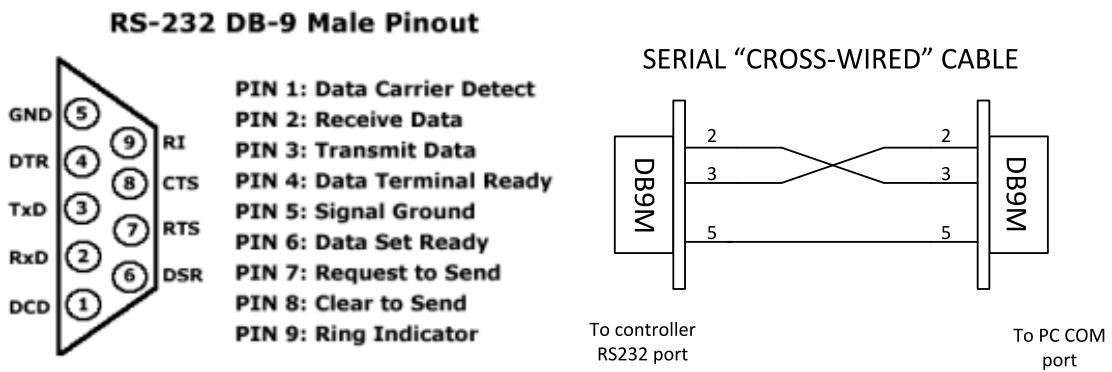 RS-232 DB-9 Male Pinout
GND 5
9 RI
DTR 4
8 CTS
TxD 3
7 RTS
RxD 2
6 DSR
DCD 1
PIN 1: Data Carrier Detect
PIN 2: Receive Data
PIN 3: Transmit Data
PIN 4: Data Terminal Ready
PIN 5: Signal Ground
PIN 6: Data Set Ready
PIN 7: Request to Send
PIN 8: Clear to Send
PIN 9: Ring Indicator
SERIAL “CROSS-WIRED” CABLE
DB9M
2 2
3 3
5 5
DB9M
To controller
RS232 port
To PC COM
port